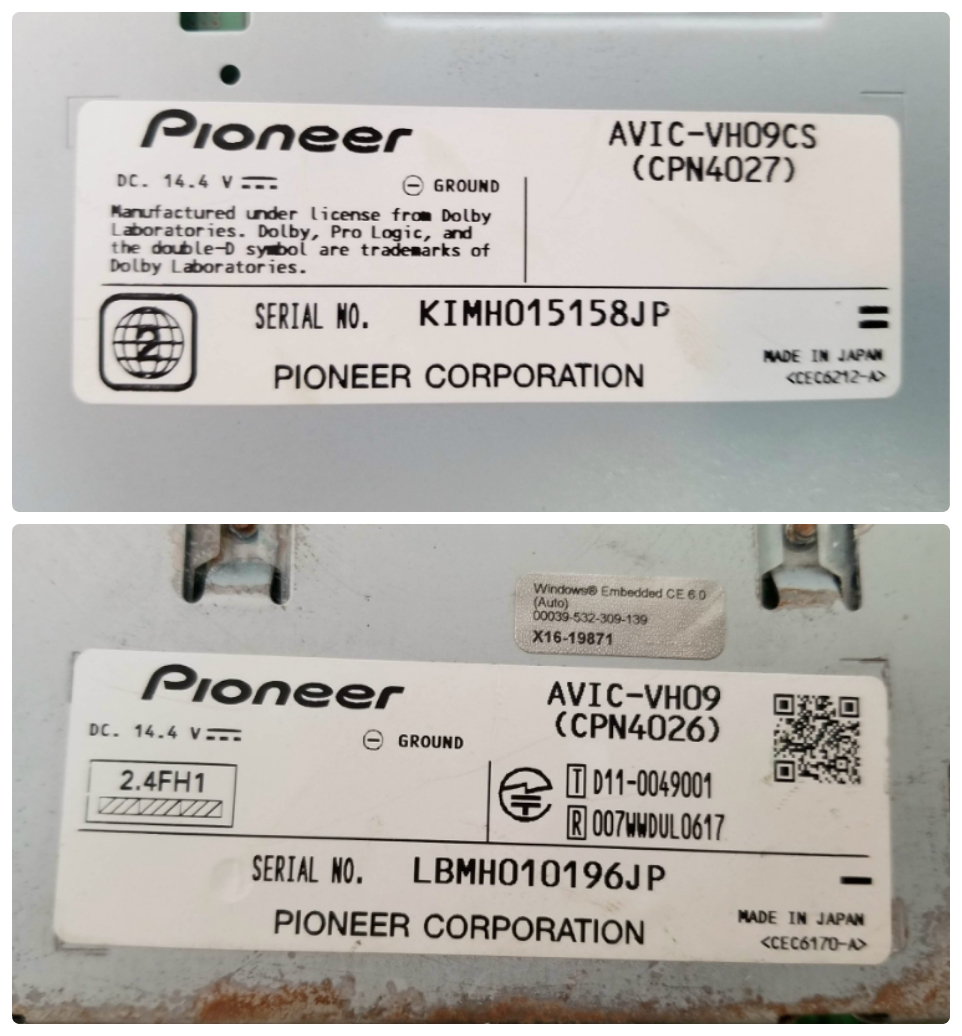 Pioneer
AVIC-VH09CS
(CPN4027)
DC. 14.4 V
GROUND
Manufactured under license from Dolby
Laboratories. Dolby, Pro Logic, and
the double-D symbol are trademarks of
Dolby Laboratories.
2
SERIAL NO. KIMH015158JP
PIONEER CORPORATION
MADE IN JAPAN
<CEC6212-A>
Windows® Embedded CE 6.0
(Auto)
00039-532-309-139
X16-19871
Pioneer
AVIC-VH09
(CPN4026)
DC. 14.4 V
GROUND
2.4FH1
T D11-0049001
R 007WWDUL0617
SERIAL NO. LBMH010196JP
PIONEER CORPORATION
MADE IN JAPAN
<CEC6170-A>